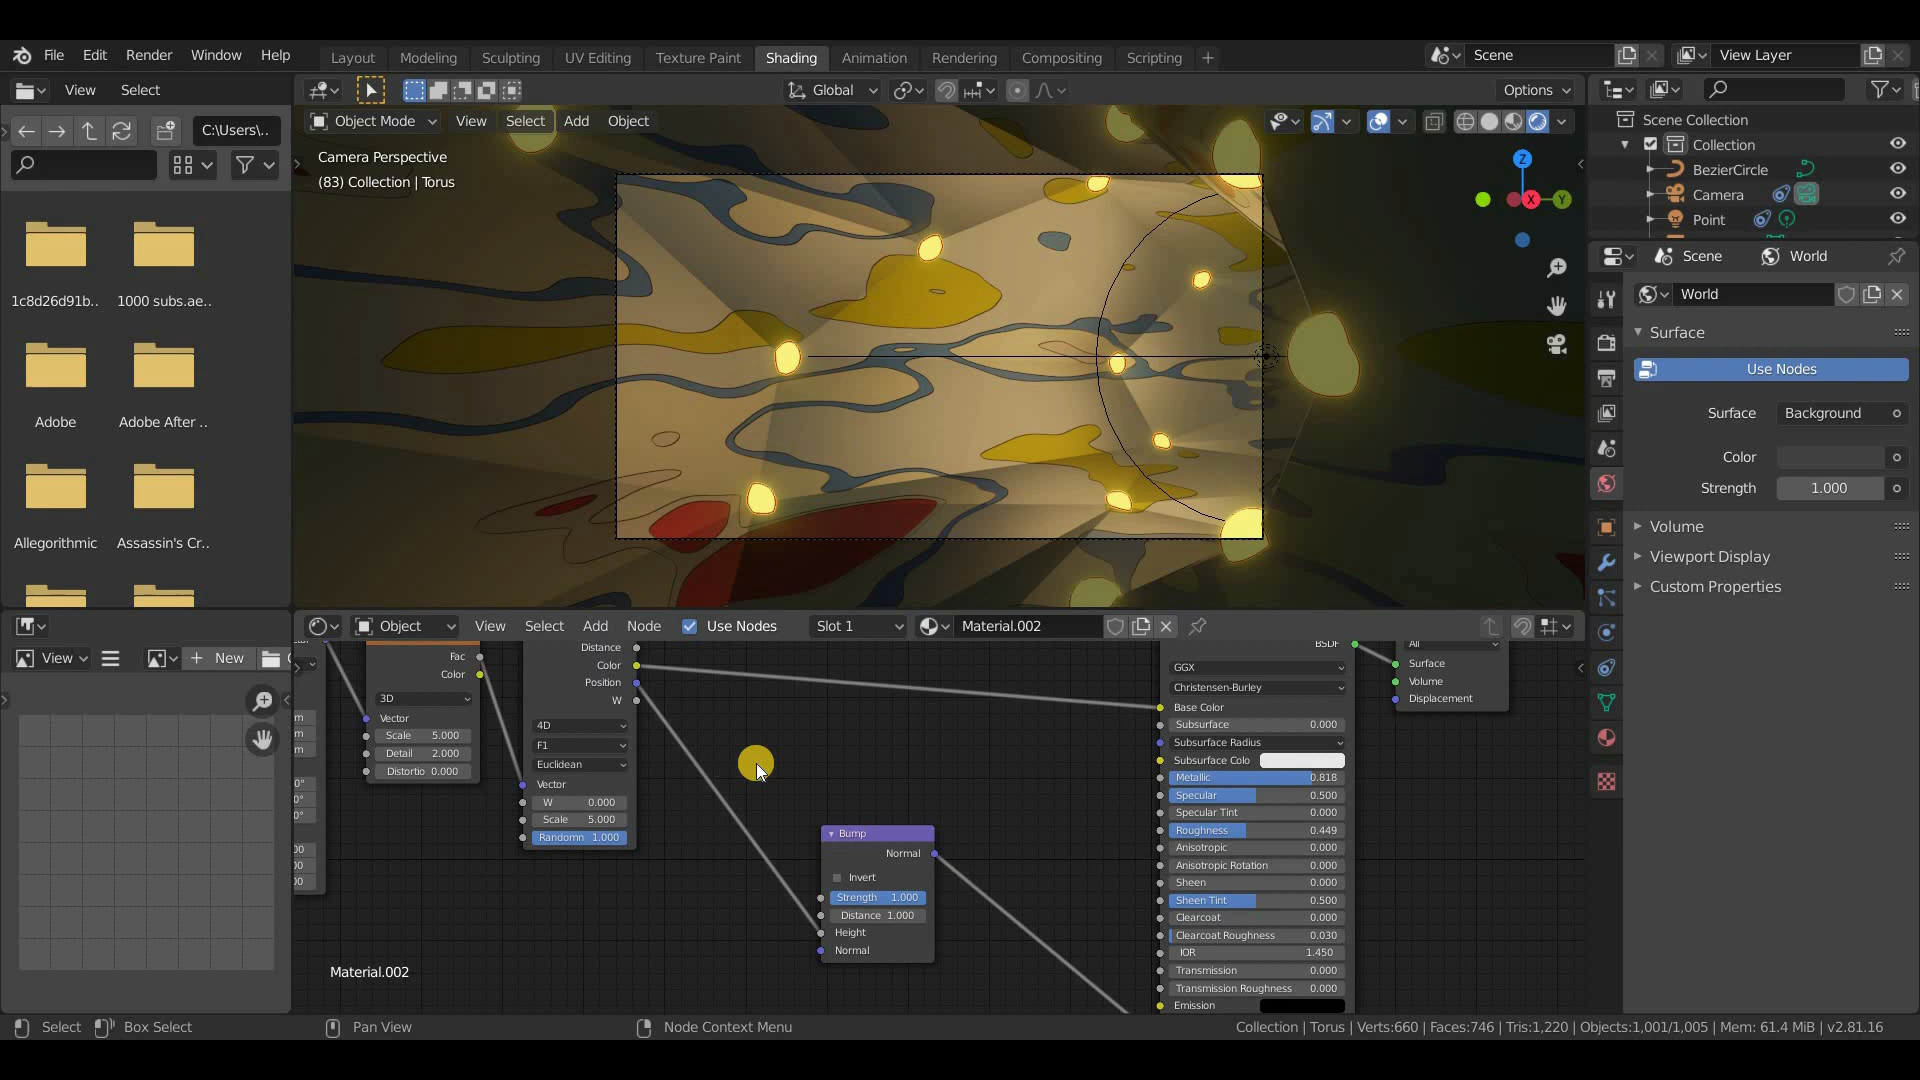 File Edit Render Window Help
Layout Modeling Sculpting UV Editing Texture Paint Shading Animation Rendering Compositing Scripting +
Scene
View Layer
View Select
Global
Options
C:\Users\..
Object Mode View Select Add Object
Camera Perspective
(83) Collection | Torus
Z
X
Y
Scene Collection
Collection
BezierCircle
Camera
Point
Scene World
World
Surface
Use Nodes
Surface Background
Color
Strength 1.000
Volume
Viewport Display
Custom Properties
1c8d26d91b.. 1000 subs.ae..
Adobe Adobe After ..
Allegorithmic Assassin's Cr..
View
+ New
Object View Select Add Node Use Nodes Slot 1 Material.002
Fac
Color
3D
Vector
Scale 5.000
Detail 2.000
Distortio 0.000
Distance
Color
Position
W
4D
F1
Euclidean
Vector
W 0.000
Scale 5.000
Randomn 1.000
Bump
Normal
Invert
Strength 1.000
Distance 1.000
Height
Normal
BSDF
GGX
Christensen-Burley
Base Color
Subsurface 0.000
Subsurface Radius
Subsurface Colo
Metallic 0.818
Specular 0.500
Specular Tint 0.000
Roughness 0.449
Anisotropic 0.000
Anisotropic Rotation 0.000
Sheen 0.000
Sheen Tint 0.500
Clearcoat 0.000
Clearcoat Roughness 0.030
IOR 1.450
Transmission 0.000
Transmission Roughness 0.000
Emission
All
Surface
Volume
Displacement
Material.002
Select Box Select Pan View Node Context Menu
Collection | Torus | Verts:660 | Faces:746 | Tris:1,220 | Objects:1,001/1,005 | Mem: 61.4 MiB | v2.81.16